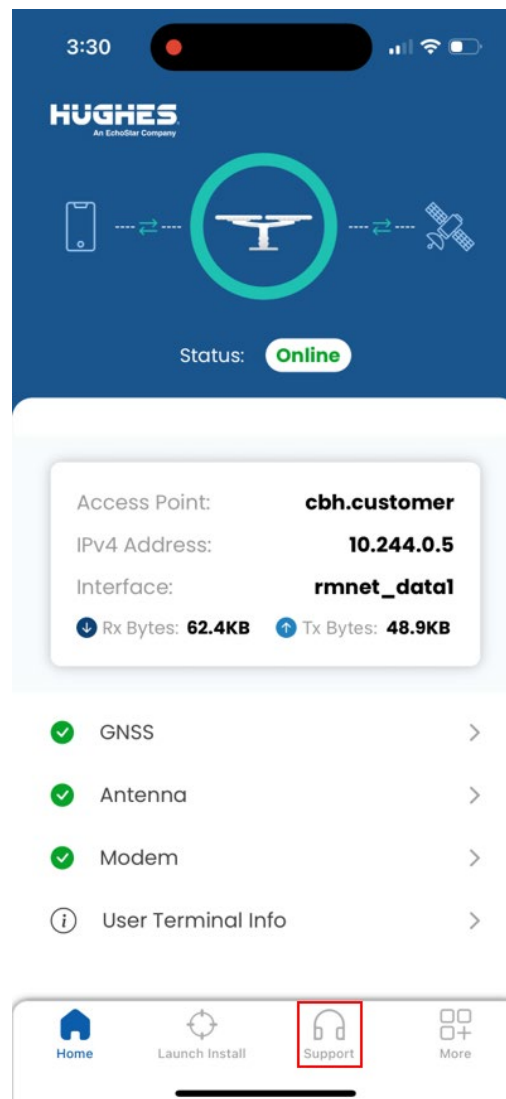 3:30
HUGHES
An EchoStar Company
Status: Online
Access Point: cbh.customer
IPv4 Address: 10.244.0.5
Interface: rmnet_data1
Rx Bytes: 62.4KB Tx Bytes: 48.9KB
GNSS
Antenna
Modem
User Terminal Info
Home Launch Install Support More